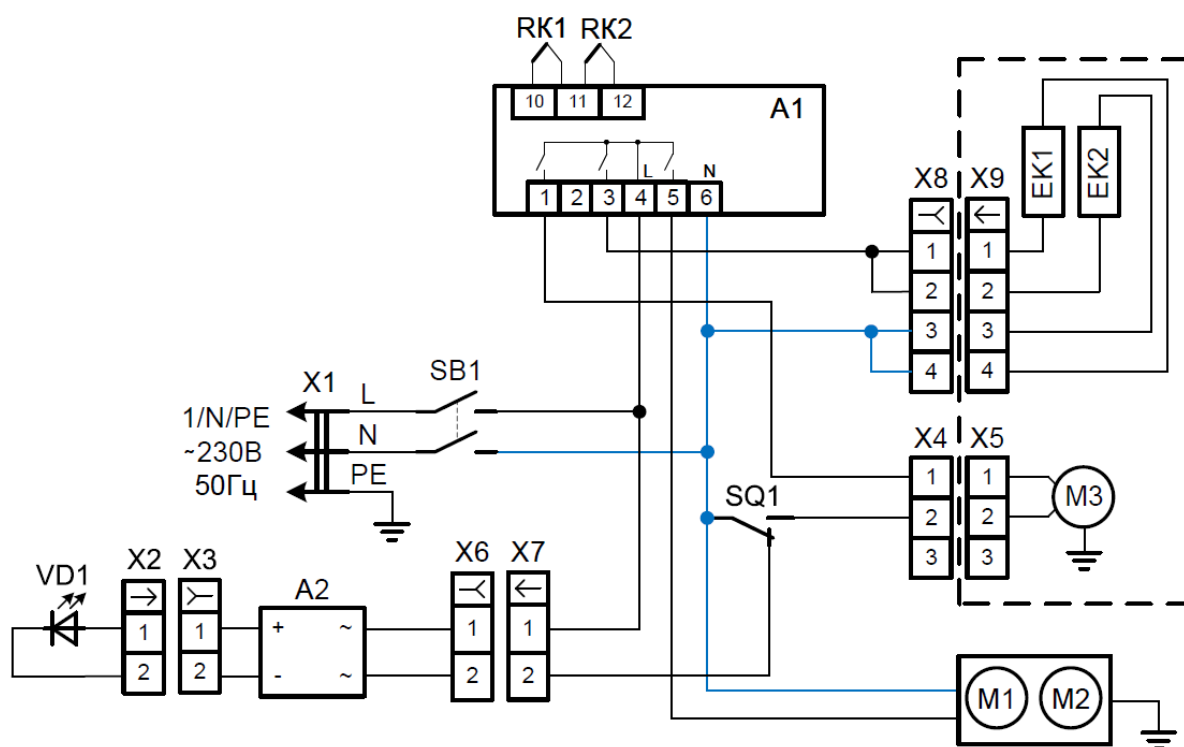 RК1 RК2
10 11 12
A1
L N
1 2 3 4 5 6
EK1 EK2
X8 X9
1 1
2 2
3 3
4 4
X1 L SB1
1/N/PE
~230В N
50Гц PE
X4 X5
1 1
2 2
3 3
SQ1
M3
VD1 X2 X3 A2 X6 X7
1 1 + ~ 1 1
2 2 - ~ 2 2
M1 M2